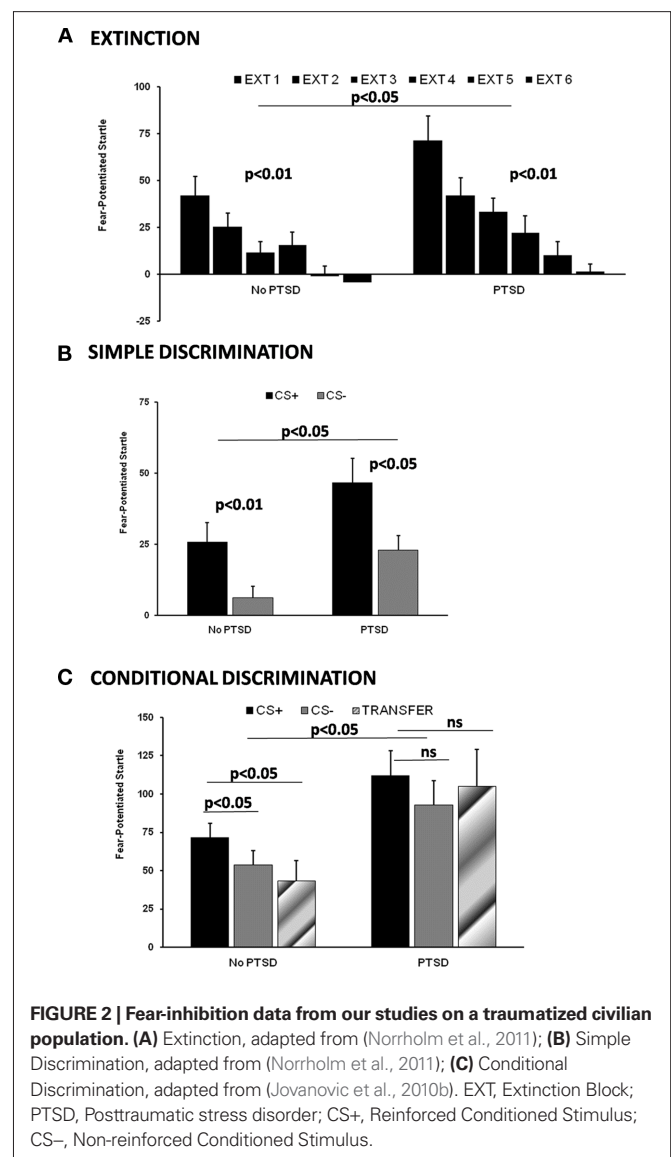 A EXTINCTION
EXT 1 EXT 2 EXT 3 EXT 4 EXT 5 EXT 6
p<0.05
p<0.01
p<0.01
Fear-Potentiated Startle
100
75
50
25
0
-25
No PTSD
PTSD
B SIMPLE DISCRIMINATION
CS+ CS-
p<0.05
p<0.05
p<0.01
Fear-Potentiated Startle
75
50
25
0
No PTSD
PTSD
C CONDITIONAL DISCRIMINATION
CS+ CS- TRANSFER
ns
p<0.05
ns
p<0.05
p<0.05
Fear-Potentiated Startle
150
125
100
75
50
25
0
No PTSD
PTSD
FIGURE 2 | Fear-inhibition data from our studies on a traumatized civilian
population. (A) Extinction, adapted from (Norrholm et al., 2011); (B) Simple
Discrimination, adapted from (Norrholm et al., 2011); (C) Conditional
Discrimination, adapted from (Jovanovic et al., 2010b). EXT, Extinction Block;
PTSD, Posttraumatic stress disorder; CS+, Reinforced Conditioned Stimulus;
CS–, Non-reinforced Conditioned Stimulus.